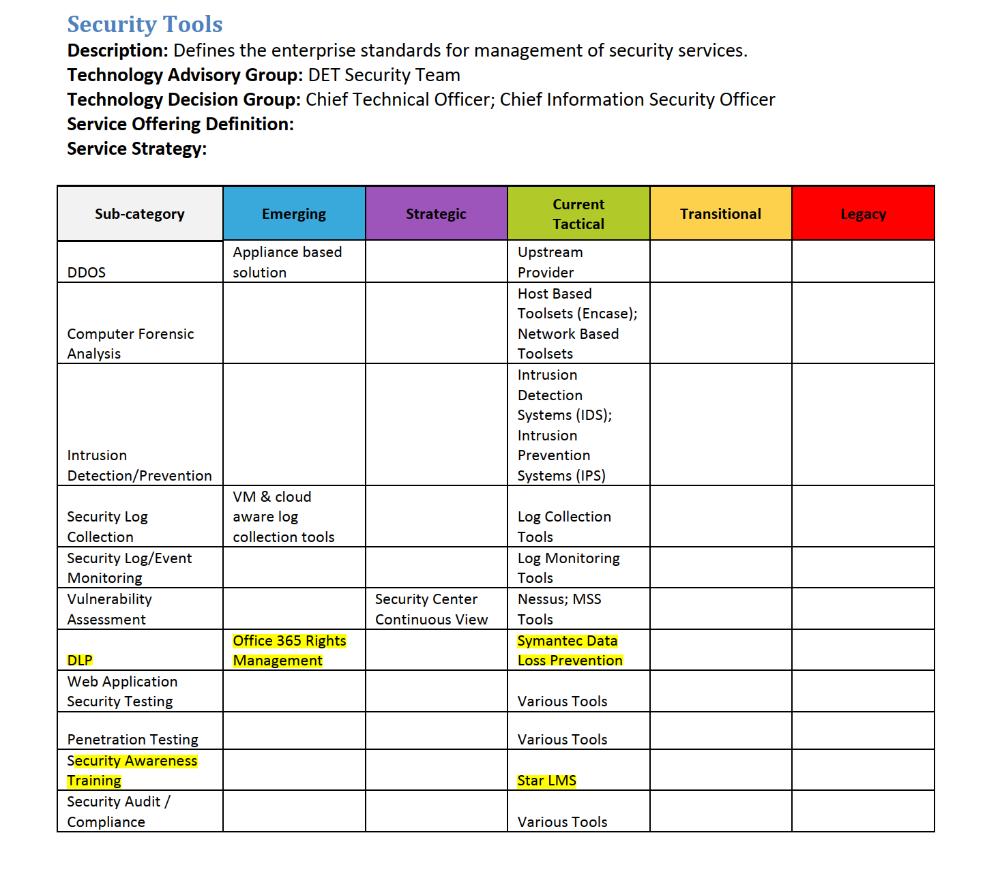 Security Tools
Description: Defines the enterprise standards for management of security services.
Technology Advisory Group: DET Security Team
Technology Decision Group: Chief Technical Officer; Chief Information Security Officer
Service Offering Definition:
Service Strategy:
Sub-category
Emerging
Strategic
Current
Tactical
Transitional
Legacy
DDOS
Appliance based
solution
Upstream
Provider
Computer Forensic
Analysis
Host Based
Toolsets (Encase);
Network Based
Toolsets
Intrusion
Detection/Prevention
Intrusion
Detection
Systems (IDS);
Intrusion
Prevention
Systems (IPS)
Security Log
Collection
VM & cloud
aware log
collection tools
Log Collection
Tools
Security Log/Event
Monitoring
Log Monitoring
Tools
Vulnerability
Assessment
Security Center
Continuous View
Nessus; MSS
Tools
DLP
Office 365 Rights
Management
Symantec Data
Loss Prevention
Web Application
Security Testing
Various Tools
Penetration Testing
Various Tools
Security Awareness
Training
Star LMS
Security Audit /
Compliance
Various Tools